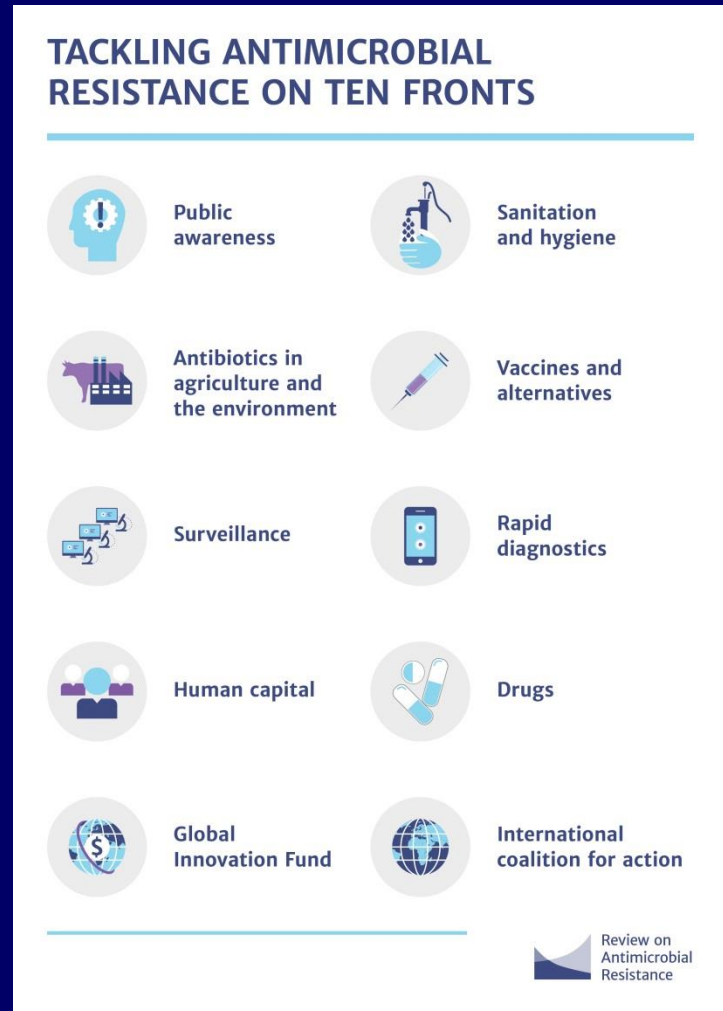 TACKLING ANTIMICROBIAL
RESISTANCE ON TEN FRONTS
Public
awareness
Sanitation
and hygiene
Antibiotics in
agriculture and
the environment
Vaccines and
alternatives
Surveillance
Rapid
diagnostics
Human capital
Drugs
Global
Innovation Fund
$
International
coalition for action
Review on
Antimicrobial
Resistance